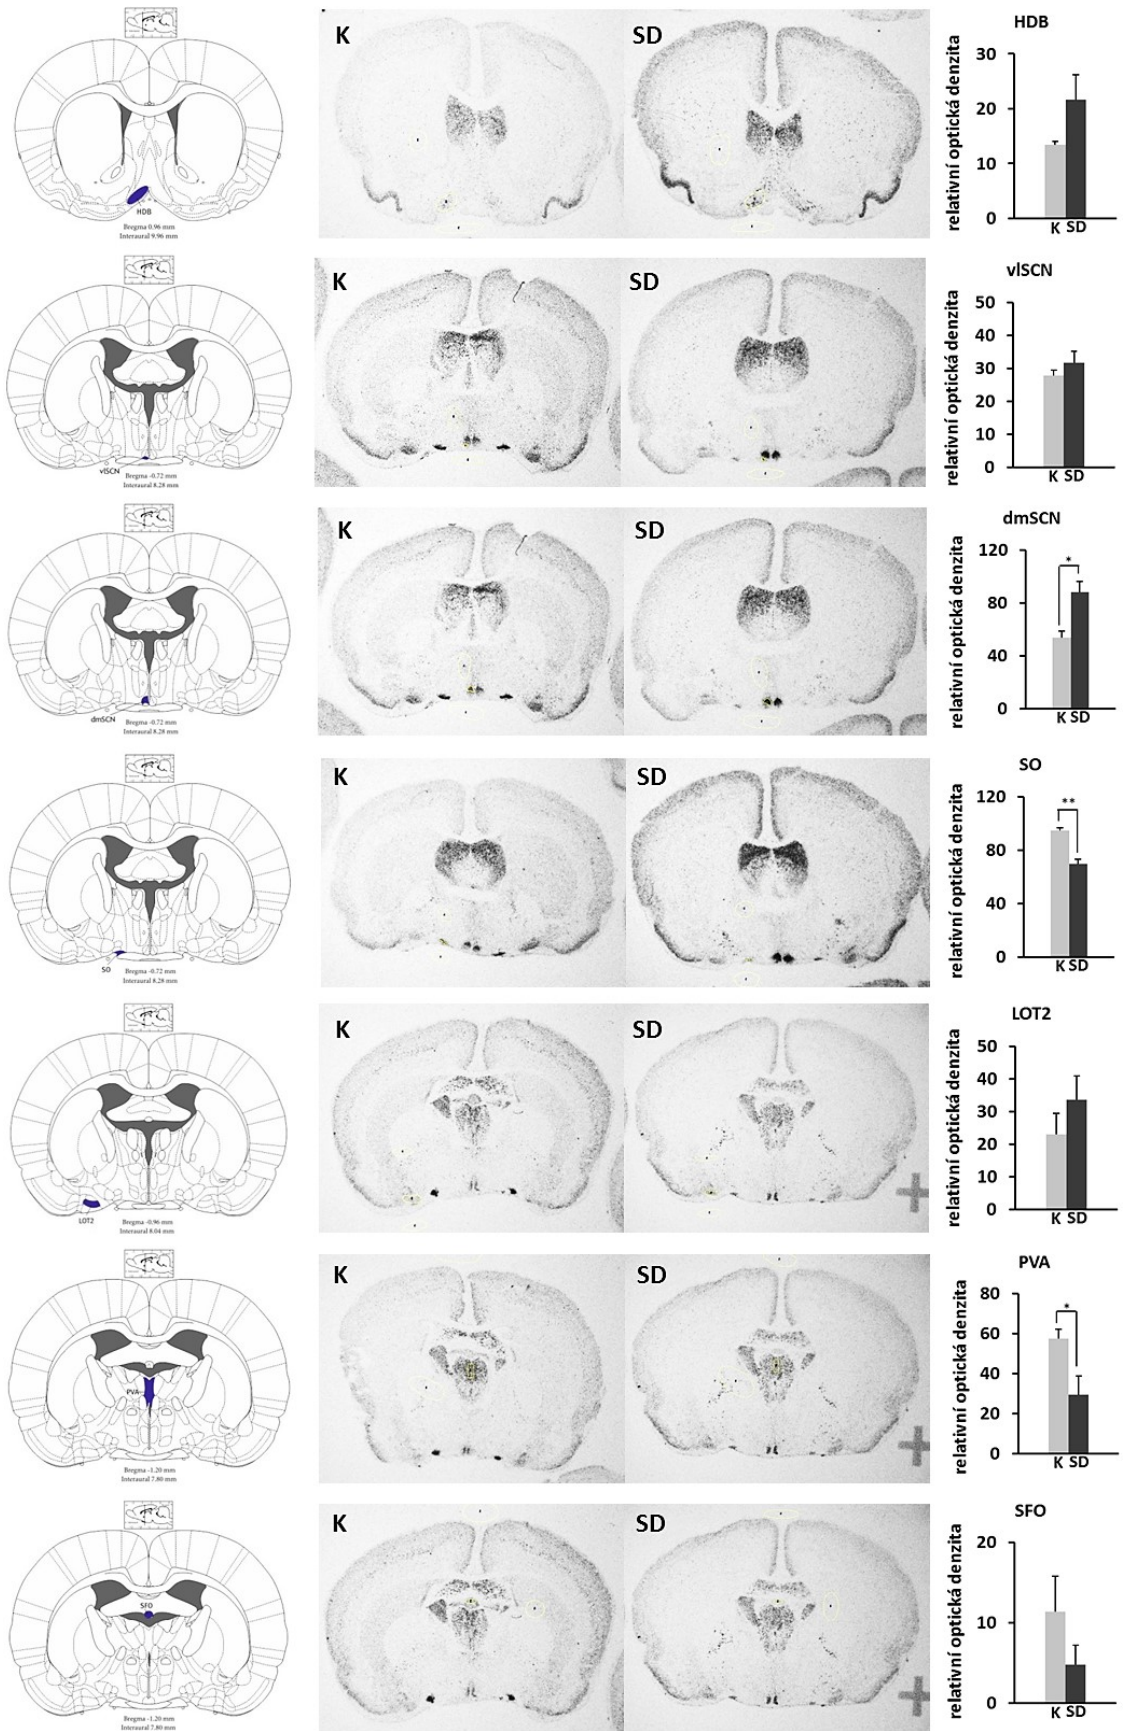 K
SD
HDB
relativní optická denzita
30
20
10
0
K SD
HDB
Bregma 0.96 mm
Interaural 9.96 mm
K
SD
vlSCN
relativní optická denzita
50
40
30
20
10
0
K SD
vlSCN
Bregma -0.72 mm
Interaural 8.28 mm
K
SD
dmSCN
relativní optická denzita
120
80
40
0
*
K SD
dmSCN
Bregma -0.72 mm
Interaural 8.28 mm
K
SD
SO
relativní optická denzita
120
80
40
0
**
K SD
SO
Bregma -0.72 mm
Interaural 8.28 mm
K
SD
LOT2
relativní optická denzita
50
40
30
20
10
0
K SD
LOT2
Bregma -0.96 mm
Interaural 8.04 mm
K
SD
PVA
relativní optická denzita
80
60
40
20
0
*
K SD
PVA
Bregma -1.20 mm
Interaural 7.80 mm
K
SD
SFO
relativní optická denzita
20
10
0
K SD
SFO
Bregma -1.20 mm
Interaural 7.80 mm